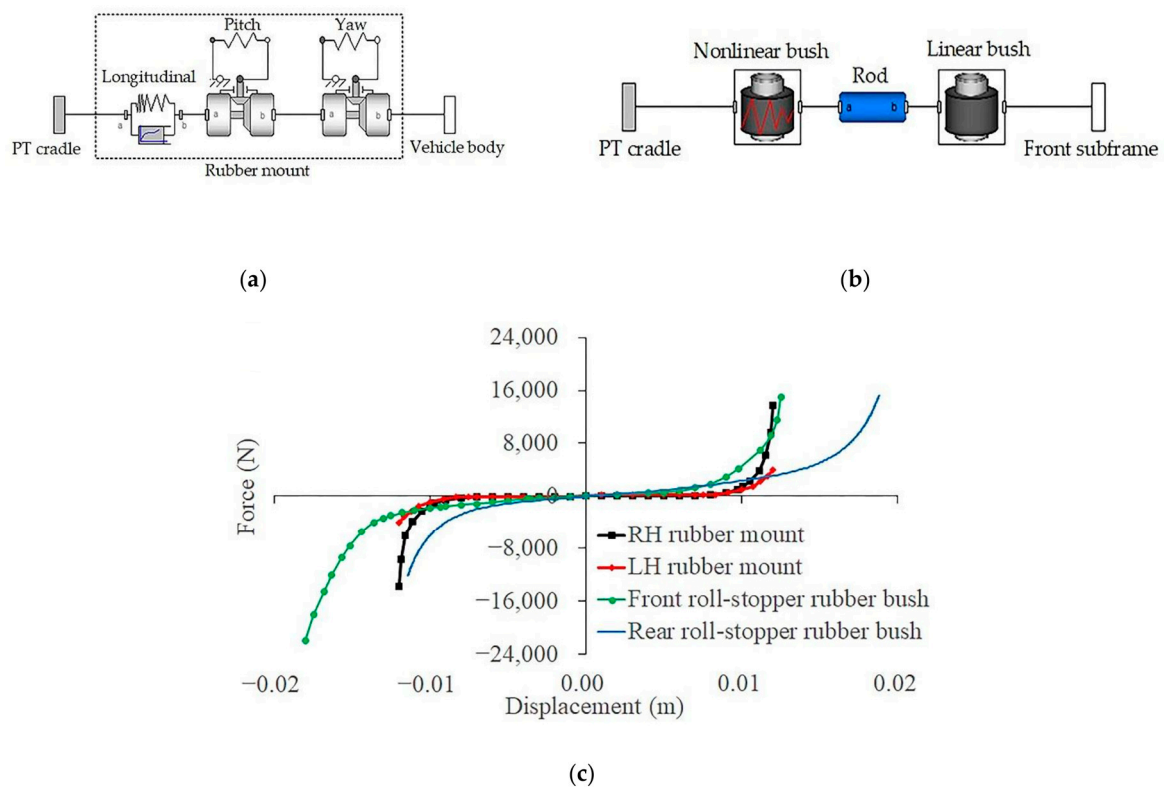 Pitch
Yaw
Longitudinal
a
b
a
b
a
b
PT cradle
Vehicle body
Rubber mount
Nonlinear bush
Linear bush
Rod
a
b
PT cradle
Front subframe
(a)
(b)
24,000
16,000
8,000
0
−8,000
−16,000
−24,000
Force (N)
RH rubber mount
LH rubber mount
Front roll-stopper rubber bush
Rear roll-stopper rubber bush
−0.02
−0.01
0.00
0.01
0.02
Displacement (m)
(c)